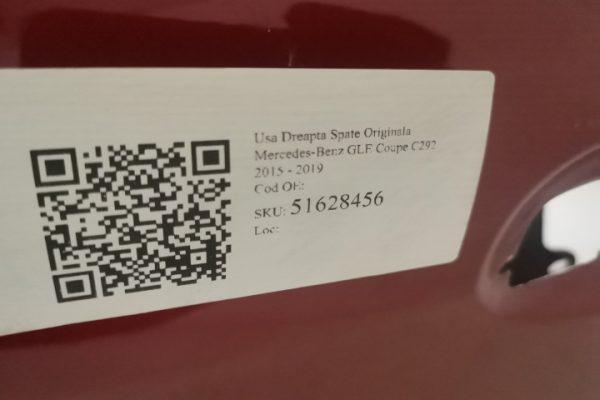 Usa Dreapta Spate Originala
Mercedes-Benz GLE Coupe C292
2015 - 2019
Cod OE:
SKU: 51628456
Loc: